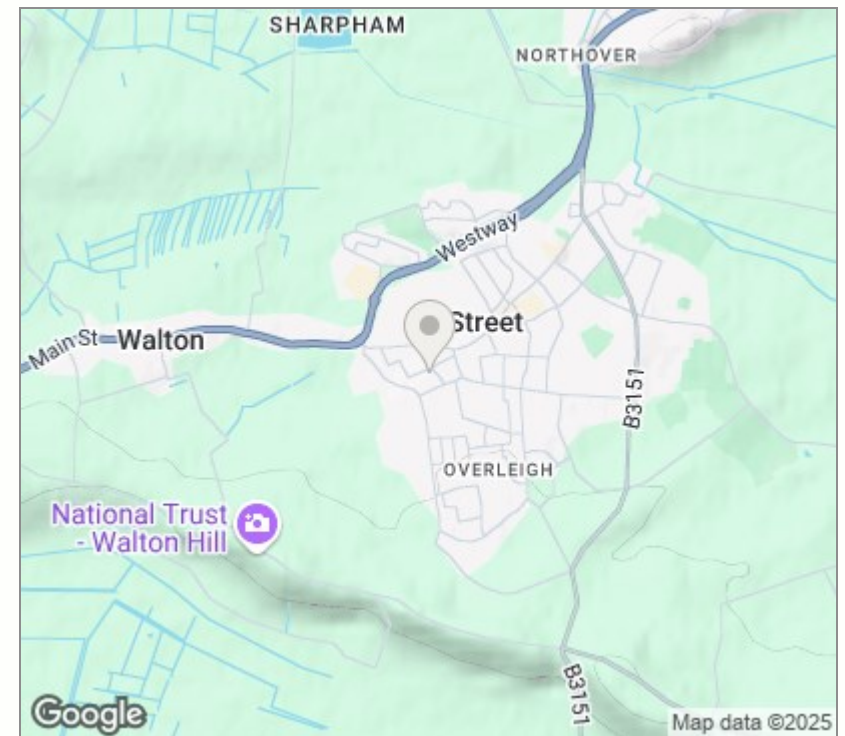 SHARPHAM
NORTHOVER
Westway
Street
Main St
Walton
B3151
OVERLEIGH
National Trust
- Walton Hill
B3151
Google
Map data ©2025